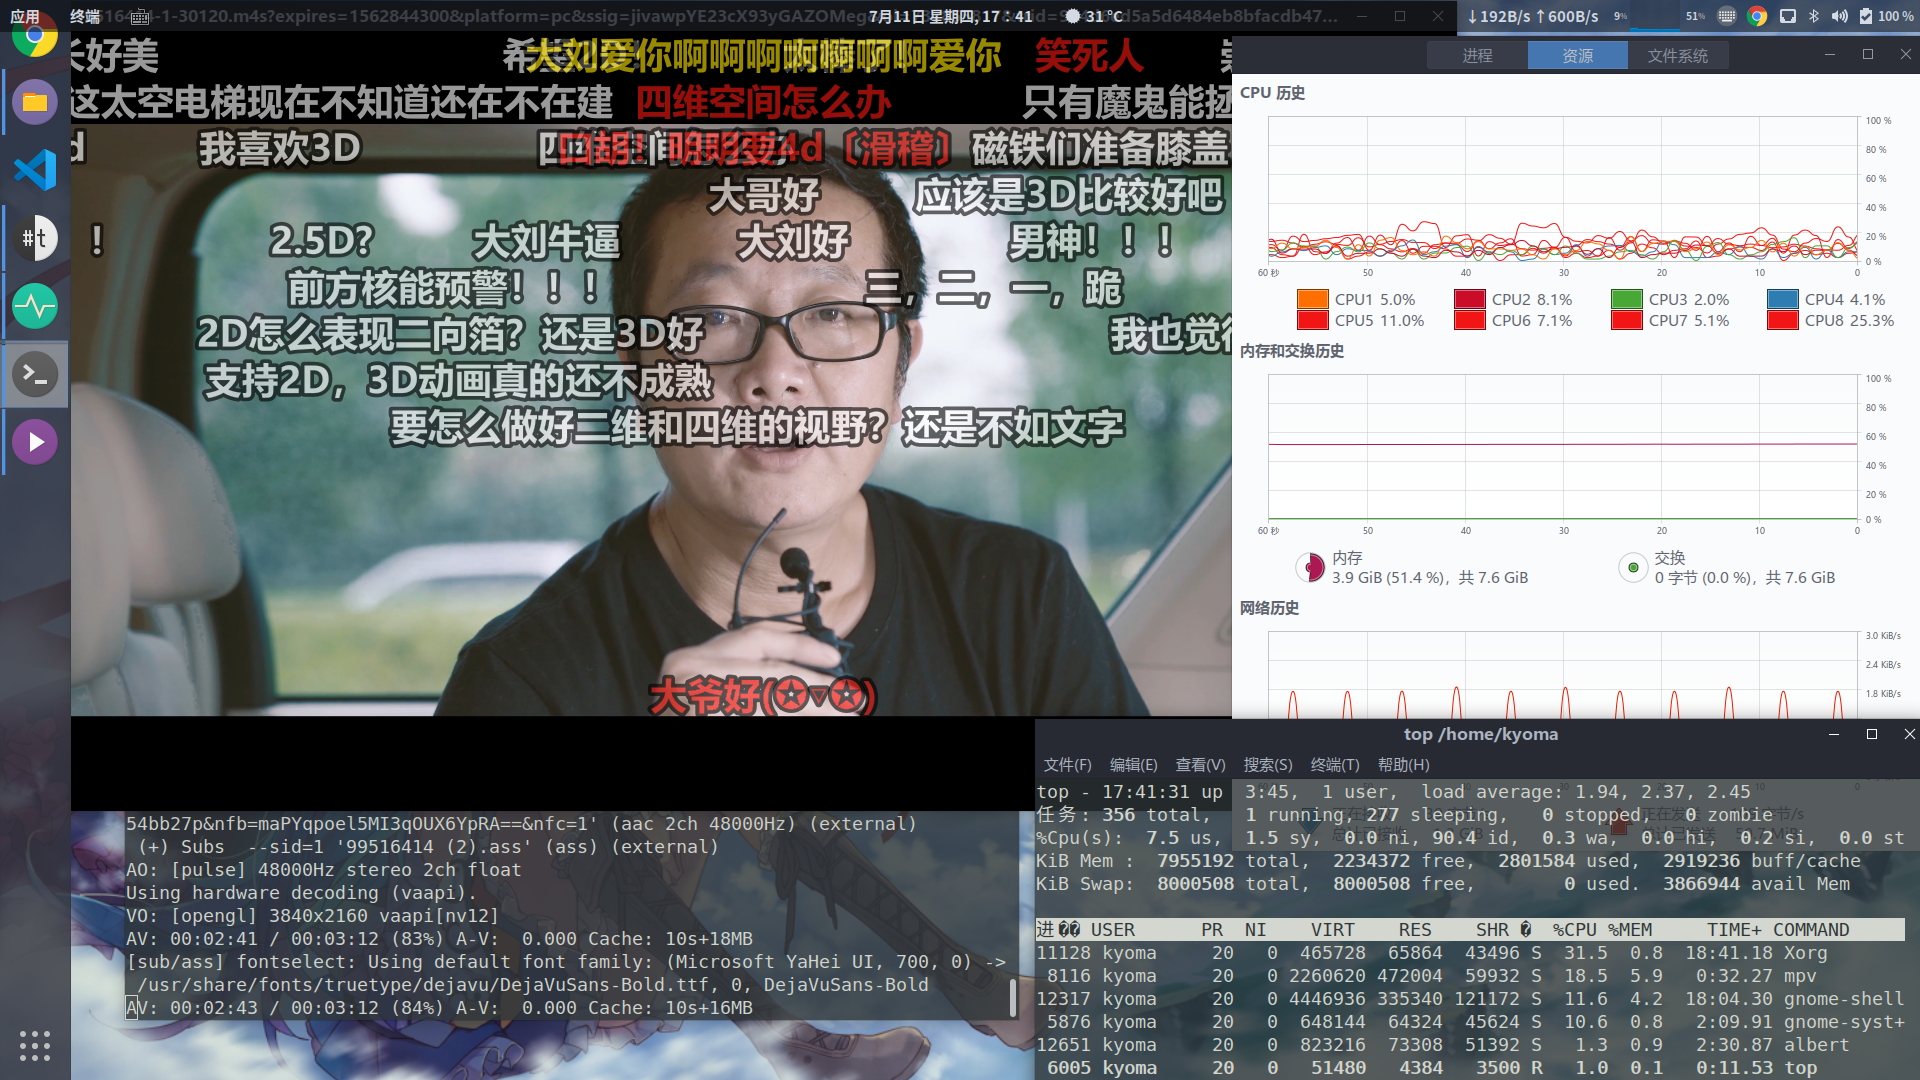 应用
终端
16414-1-30120.m4s?expires=1562844300&platform=pc&ssig=jivawpYE23cX93yGAZOMega
7月11日 星期四, 17：41
31 °C
↓192B/s ↑600B/s
9%
51%
100 %
长好美
大刘爱你啊啊啊啊啊啊啊爱你
笑死人
这太空电梯现在不知道还在不在建
四维空间怎么办
只有魔鬼能拯
d
我喜欢3D
4d〔滑稽〕
磁铁们准备膝盖
大哥好
应该是3D比较好吧
！
2.5D?
大刘牛逼
大刘好
男神！！！
前方核能预警！！！
三，二，一，跪
2D怎么表现二向箔？还是3D好
我也觉得
支持2D，3D动画真的还不成熟
要怎么做好二维和四维的视野？还是不如文字
大爷好(✪▽✪)
进程
资源
文件系统
CPU 历史
100 %
80 %
60 %
40 %
20 %
0 %
60 秒 50 40 30 20 10 0
CPU1 5.0% CPU2 8.1% CPU3 2.0% CPU4 4.1%
CPU5 11.0% CPU6 7.1% CPU7 5.1% CPU8 25.3%
内存和交换历史
100 %
80 %
60 %
40 %
20 %
0 %
60 秒 50 40 30 20 10 0
内存
3.9 GiB (51.4 %)，共 7.6 GiB
交换
0 字节 (0.0 %)，共 7.6 GiB
网络历史
3.0 KiB/s
2.4 KiB/s
1.8 KiB/s
54bb27p&nfb=maPYqpoel5MI3qOUX6YpRA==&nfc=1' (aac 2ch 48000Hz) (external)
(+) Subs  --sid=1 '99516414 (2).ass' (ass) (external)
AO: [pulse] 48000Hz stereo 2ch float
Using hardware decoding (vaapi).
VO: [opengl] 3840x2160 vaapi[nv12]
AV: 00:02:41 / 00:03:12 (83%) A-V:  0.000 Cache: 10s+18MB
[sub/ass] fontselect: Using default font family: (Microsoft YaHei UI, 700, 0) ->
/usr/share/fonts/truetype/dejavu/DejaVuSans-Bold.ttf, 0, DejaVuSans-Bold
AV: 00:02:43 / 00:03:12 (84%) A-V:  0.000 Cache: 10s+16MB
top /home/kyoma
文件(F) 编辑(E) 查看(V) 搜索(S) 终端(T) 帮助(H)
top - 17:41:31 up  3:45,  1 user,  load average: 1.94, 2.37, 2.45
任务: 356 total,   1 running, 277 sleeping,   0 stopped,   0 zombie
%Cpu(s):  7.5 us,  1.5 sy,  0.0 ni, 90.4 id,  0.3 wa,  0.0 hi,  0.2 si,  0.0 st
KiB Mem :  7955192 total,  2234372 free,  2801584 used,  2919236 buff/cache
KiB Swap:  8000508 total,  8000508 free,        0 used.  3866944 avail Mem
进�� USER      PR  NI    VIRT    RES    SHR �  %CPU %MEM     TIME+ COMMAND
11128 kyoma     20   0  465728  65864  43496 S  31.5  0.8  18:41.18 Xorg
8116 kyoma     20   0 2260620 472004  59932 S  18.5  5.9   0:32.27 mpv
12317 kyoma     20   0 4446936 335340 121172 S  11.6  4.2  18:04.30 gnome-shell
5876 kyoma     20   0  648144  64324  45624 S  10.6  0.8   2:09.91 gnome-syst+
12651 kyoma     20   0  823216  73308  51392 S   1.3  0.9   2:30.87 albert
6005 kyoma     20   0   51480   4384   3500 R   1.0  0.1   0:11.53 top